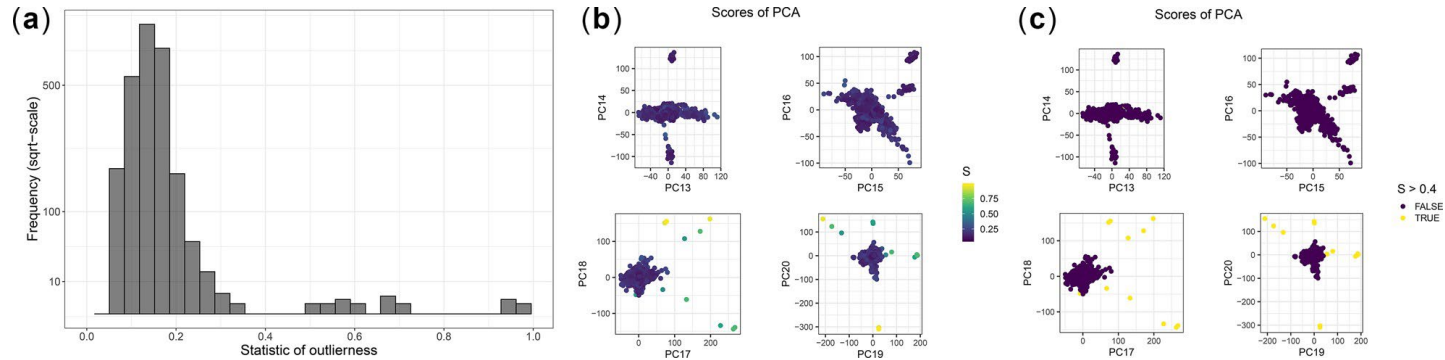 (a)
Frequency (sqrt−scale)
500
100
10
0.0 0.2 0.4 0.6 0.8 1.0
Statistic of outlierness
(b)
Scores of PCA
PC14
100
50
0
−50
−100
−40 0 40 80 120
PC13
PC16
100
50
0
−50
−100
−50 0 50
PC15
PC18
100
0
−100
0 100 200
PC17
PC20
100
0
−100
−200
−300
−200 −100 0 100 200
PC19
S
0.75
0.50
0.25
(c)
Scores of PCA
PC14
100
50
0
−50
−100
−40 0 40 80 120
PC13
PC16
100
50
0
−50
−100
−50 0 50
PC15
PC18
100
0
−100
0 100 200
PC17
PC20
100
0
−100
−200
−300
−200 −100 0 100 200
PC19
S > 0.4
FALSE
TRUE